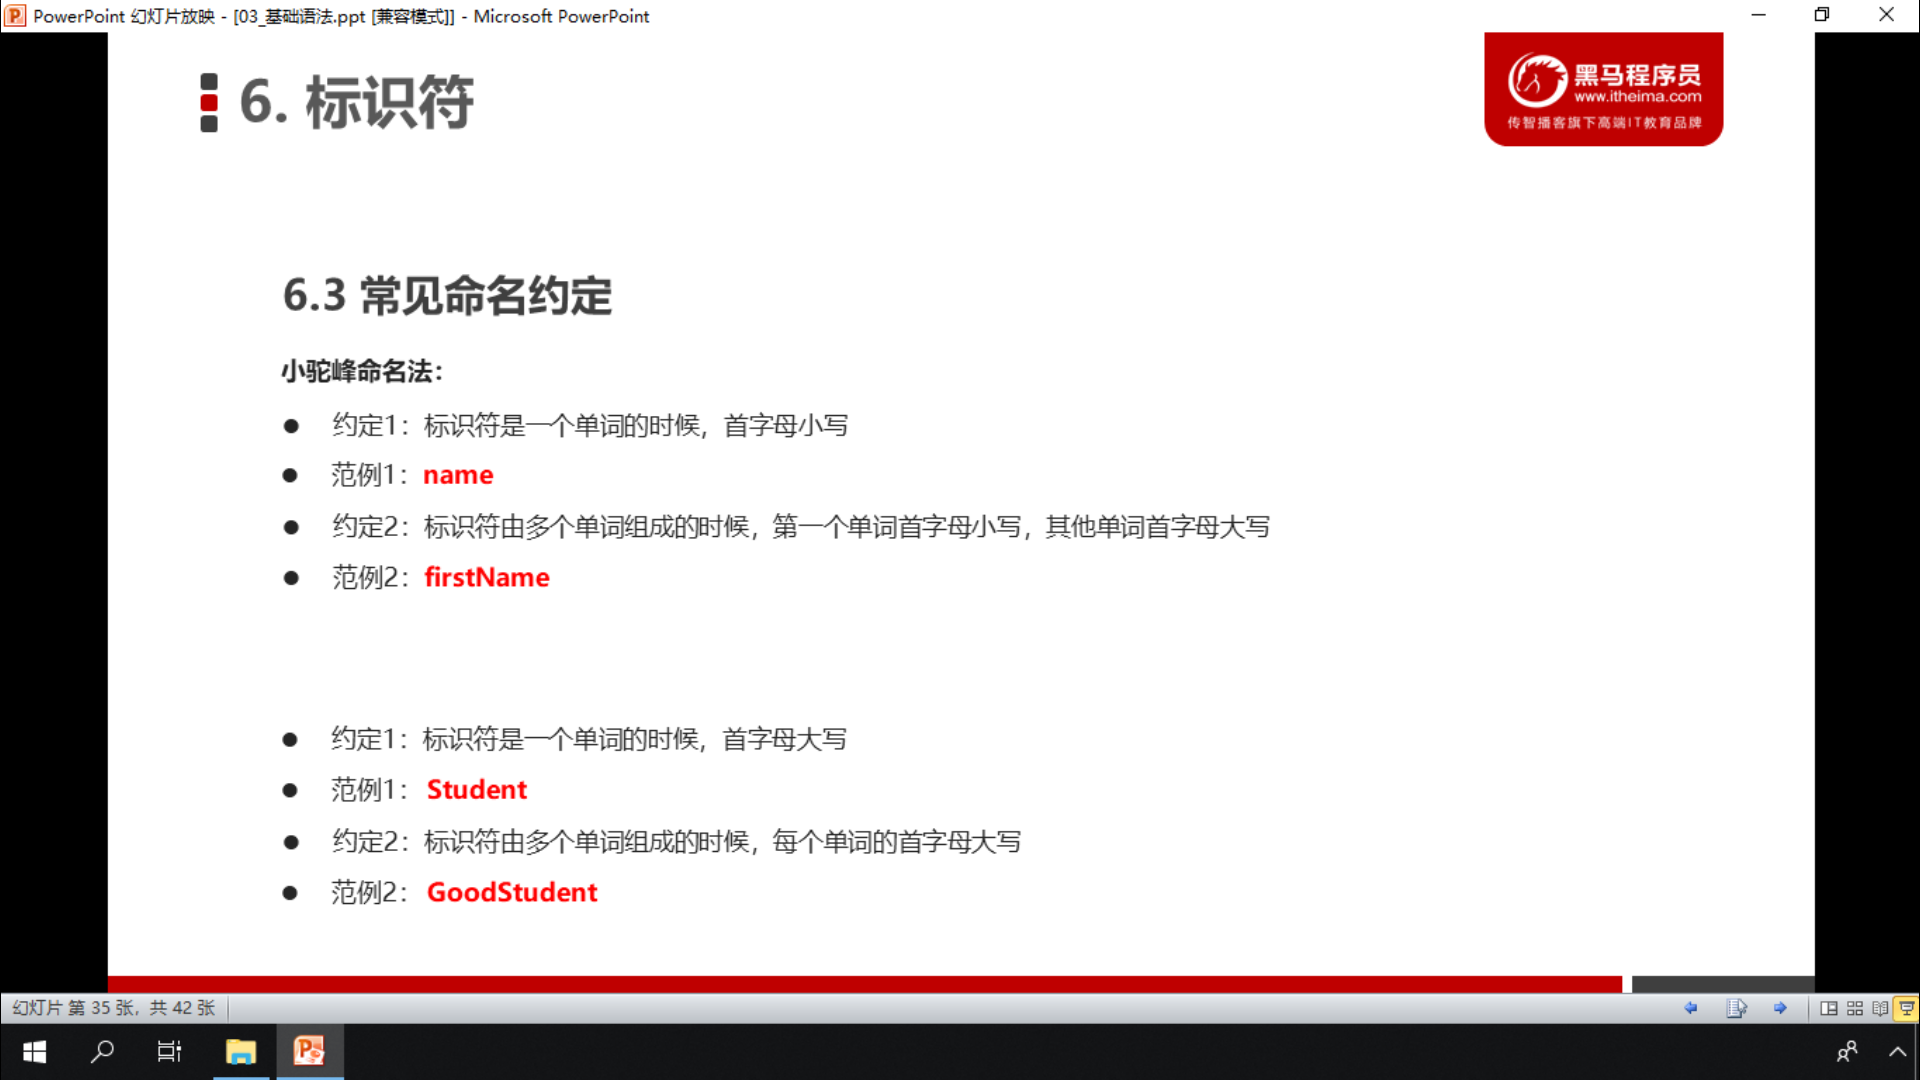 PowerPoint 幻灯片放映 - [03_基础语法.ppt [兼容模式]] - Microsoft PowerPoint
6. 标识符
黑马程序员
www.itheima.com
传智播客旗下高端IT教育品牌
6.3 常见命名约定
小驼峰命名法：
● 约定1：标识符是一个单词的时候，首字母小写
● 范例1：name
● 约定2：标识符由多个单词组成的时候，第一个单词首字母小写，其他单词首字母大写
● 范例2：firstName
● 约定1：标识符是一个单词的时候，首字母大写
● 范例1：Student
● 约定2：标识符由多个单词组成的时候，每个单词的首字母大写
● 范例2：GoodStudent
幻灯片 第 35 张，共 42 张